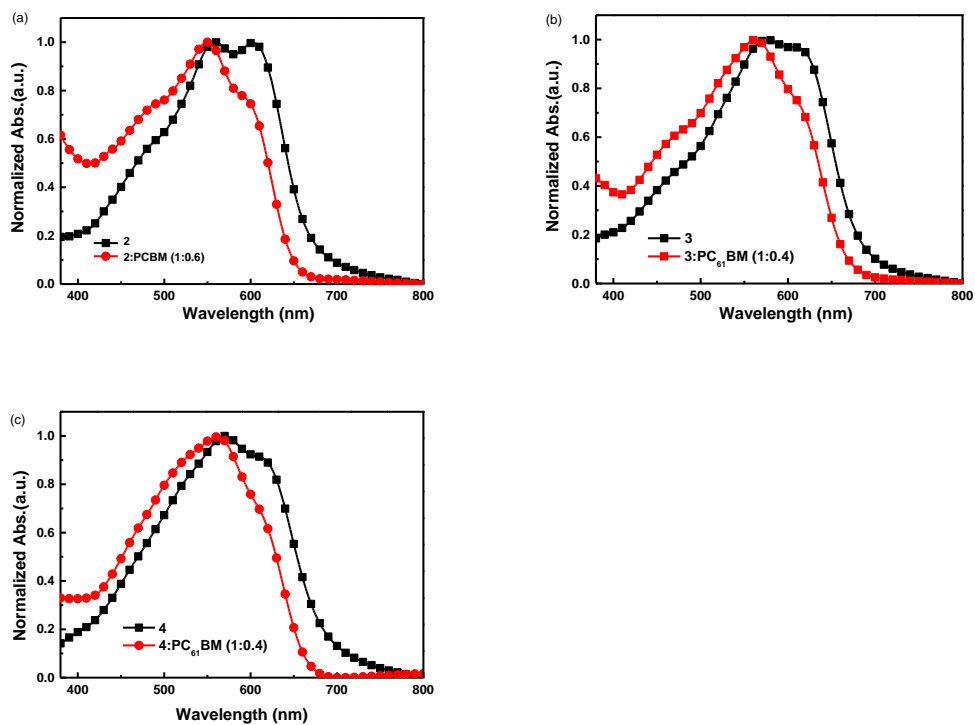 (a)
Normalized Abs.(a.u.)
1.0
0.8
0.6
0.4
0.2
0.0
2
2:PCBM (1:0.6)
400 500 600 700 800
Wavelength (nm)
(b)
Normalized Abs.(a.u.)
1.0
0.8
0.6
0.4
0.2
0.0
3
3:PC₆₁BM (1:0.4)
400 500 600 700 800
Wavelength (nm)
(c)
Normalized Abs.(a.u.)
1.0
0.8
0.6
0.4
0.2
0.0
4
4:PC₆₁BM (1:0.4)
400 500 600 700 800
Wavelength (nm)